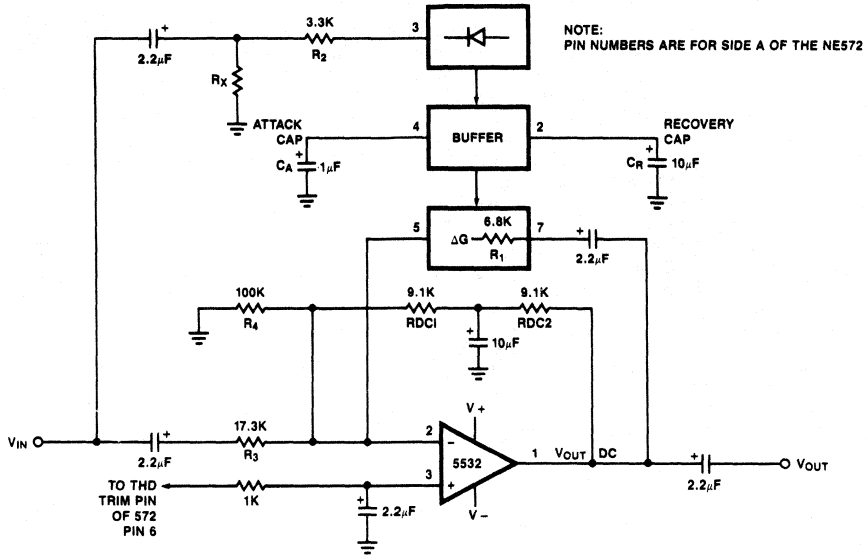 NOTE:
PIN NUMBERS ARE FOR SIDE A OF THE NE572
3.3K
R2
3
+
2.2µF
RX
ATTACK
CAP
4
BUFFER
2
RECOVERY
CAP
+
CA
.1µF
+
CR
10µF
5
ΔG
6.8K
R1
7
+
2.2µF
100K
R4
9.1K
RDC1
9.1K
RDC2
+
10µF
VIN
+
2.2µF
17.3K
R3
2
−
V+
5532
1
VOUT DC
+
2.2µF
VOUT
3
+
V−
TO THD
TRIM PIN
OF 572
PIN 6
1K
+
2.2µF